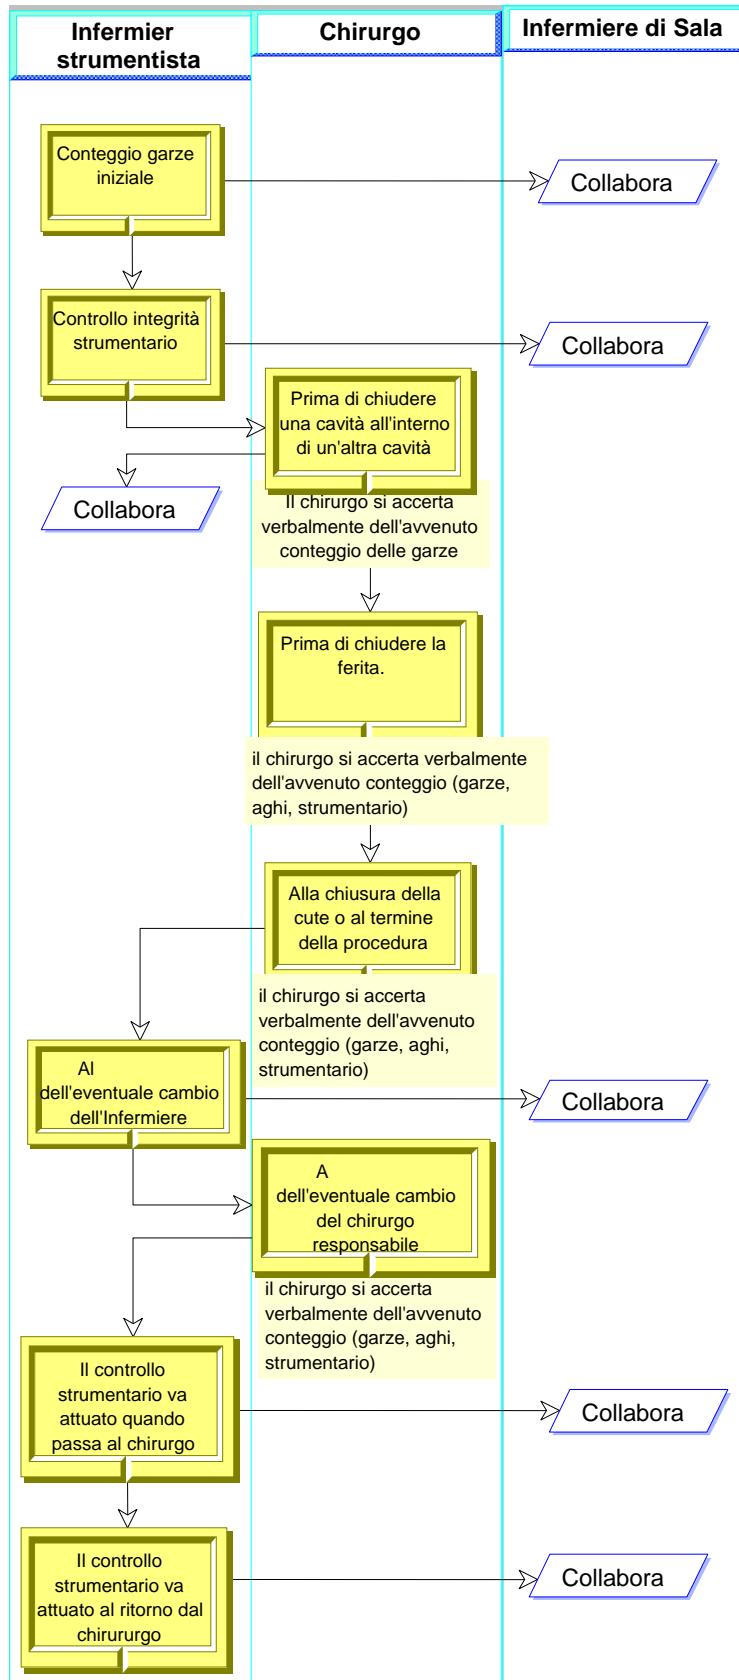 Infermier
strumentista
Chirurgo
Infermiere di Sala
Conteggio garze
iniziale
Collabora
Controllo integrità
strumentario
Collabora
Prima di chiudere
una cavità all'interno
di un'altra cavità
Collabora
Il chirurgo si accerta
verbalmente dell'avvenuto
conteggio delle garze
Prima di chiudere la
ferita.
il chirurgo si accerta verbalmente
dell'avvenuto conteggio (garze,
aghi, strumentario)
Alla chiusura della
cute o al termine
della procedura
il chirurgo si accerta
verbalmente dell'avvenuto
conteggio (garze, aghi,
strumentario)
Al
dell'eventuale cambio
dell'Infermiere
Collabora
A
dell'eventuale cambio
del chirurgo
responsabile
il chirurgo si accerta
verbalmente dell'avvenuto
conteggio (garze, aghi,
strumentario)
Il controllo
strumentario va
attuato quando
passa al chirurgo
Collabora
Il controllo
strumentario va
attuato al ritorno dal
chirururgo
Collabora